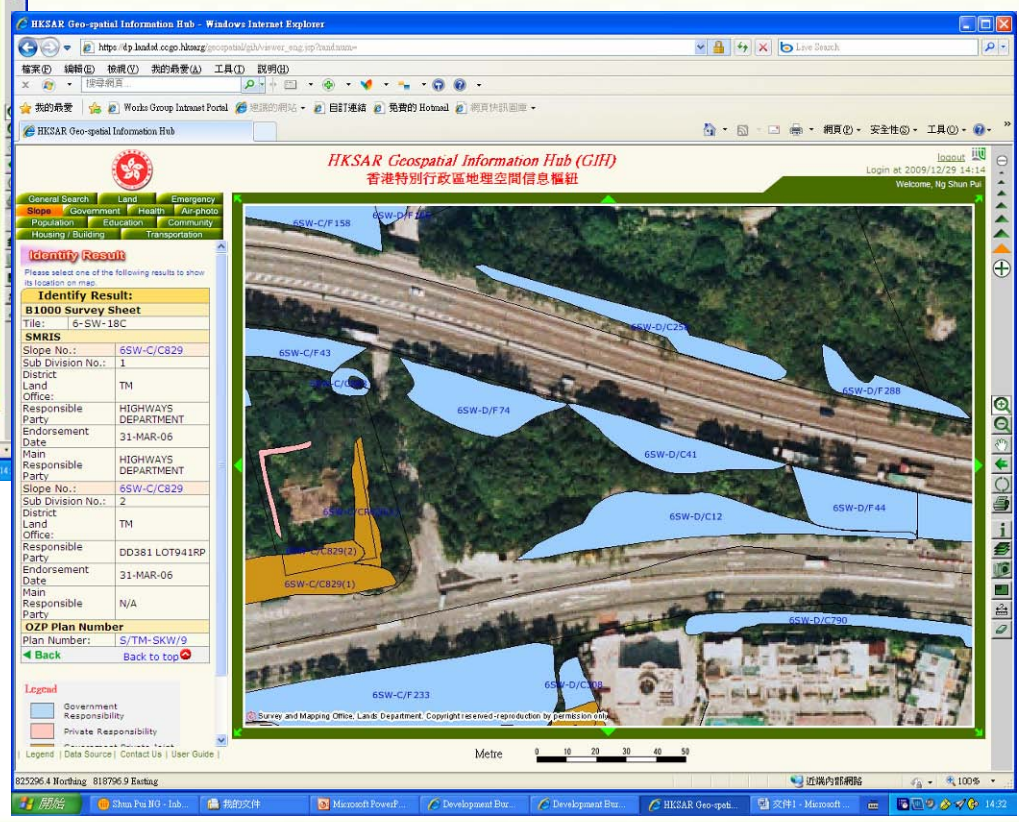 HKSAR Geo-spatial Information Hub - Windows Internet Explorer
Live Search
檔案(F) 編輯(E) 檢視(V) 我的最愛(A) 工具(T) 說明(H)
搜尋網頁...
我的最愛 Works Group Intranet Portal 建議的網站 自訂連結 免費的 Hotmail 網頁快訊圖庫
HKSAR Geo-spatial Information Hub
網頁(P) 安全性(S) 工具(O)
HKSAR Geospatial Information Hub (GIH)
香港特別行政區地理空間信息樞紐
logout
Login at 2009/12/29 14:14
Welcome, Ng Shun Pui
General Search Land Emergency
Slope Government Health Air-photo
Population Education Community
Housing / Building Transportation
Identify Result
Please select one of the following results to show
its location on map.
Identify Result:
B1000 Survey Sheet
Tile: 6-SW-18C
SMRIS
Slope No.: 6SW-C/C829
Sub Division No.: 1
District
Land
Office: TM
Responsible
Party HIGHWAYS
DEPARTMENT
Endorsement
Date 31-MAR-06
Main
Responsible
Party HIGHWAYS
DEPARTMENT
Slope No.: 6SW-C/C829
Sub Division No.: 2
District
Land
Office: TM
Responsible
Party DD381 LOT941RP
Endorsement
Date 31-MAR-06
Main
Responsible
Party N/A
OZP Plan Number
Plan Number: S/TM-SKW/9
Back Back to top
Legend
Government
Responsibility
Private Responsibility
6SW-C/F158
6SW-D/C258
6SW-C/F43
6SW-D/F288
6SW-D/F74
6SW-D/C41
6SW-D/F44
6SW-D/C12
6SW-C/C829(2)
6SW-C/C829(1)
6SW-D/C790
6SW-C/F233
Survey and Mapping Office, Lands Department. Copyright reserved - reproduction by permission only
Legend | Data Source | Contact Us | User Guide |
Metre 0 10 20 30 40 50
825296.4 Northing 818796.9 Easting 近端內部網路 100%
開始 Shun Pui NG - Inb... 我的文件 Microsoft PowerP... Development Bur... Development Bur... HKSAR Geo-spati... 文件1 - Microsoft ... 14:32